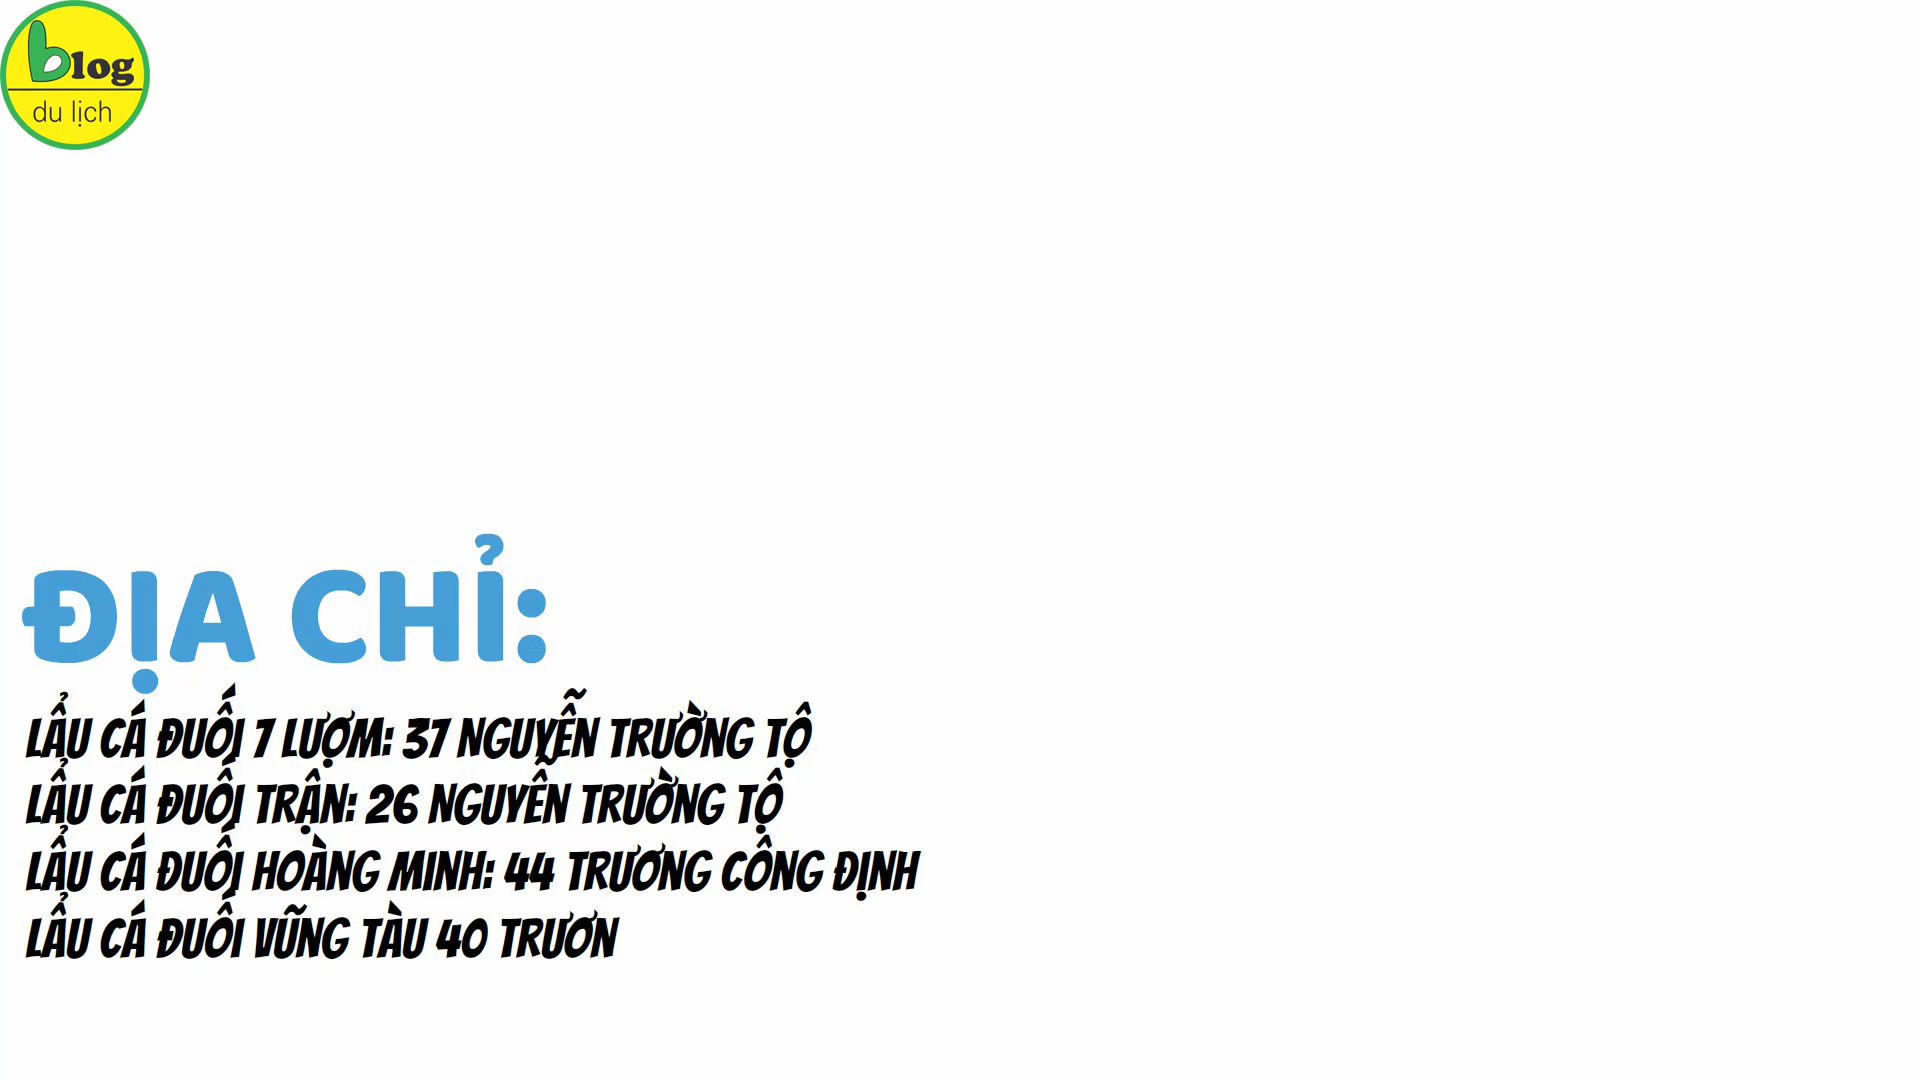 blog
du lịch
ĐỊA CHỈ:
LẨU CÁ ĐUỐI 7 LƯỢM: 37 NGUYỄN TRƯỜNG TỘ
LẨU CÁ ĐUỐI TRẬN: 26 NGUYỄN TRƯỜNG TỘ
LẨU CÁ ĐUỐI HOÀNG MINH: 44 TRƯƠNG CÔNG ĐỊNH
LẨU CÁ ĐUỐI VŨNG TÀU 40 TRƯƠN